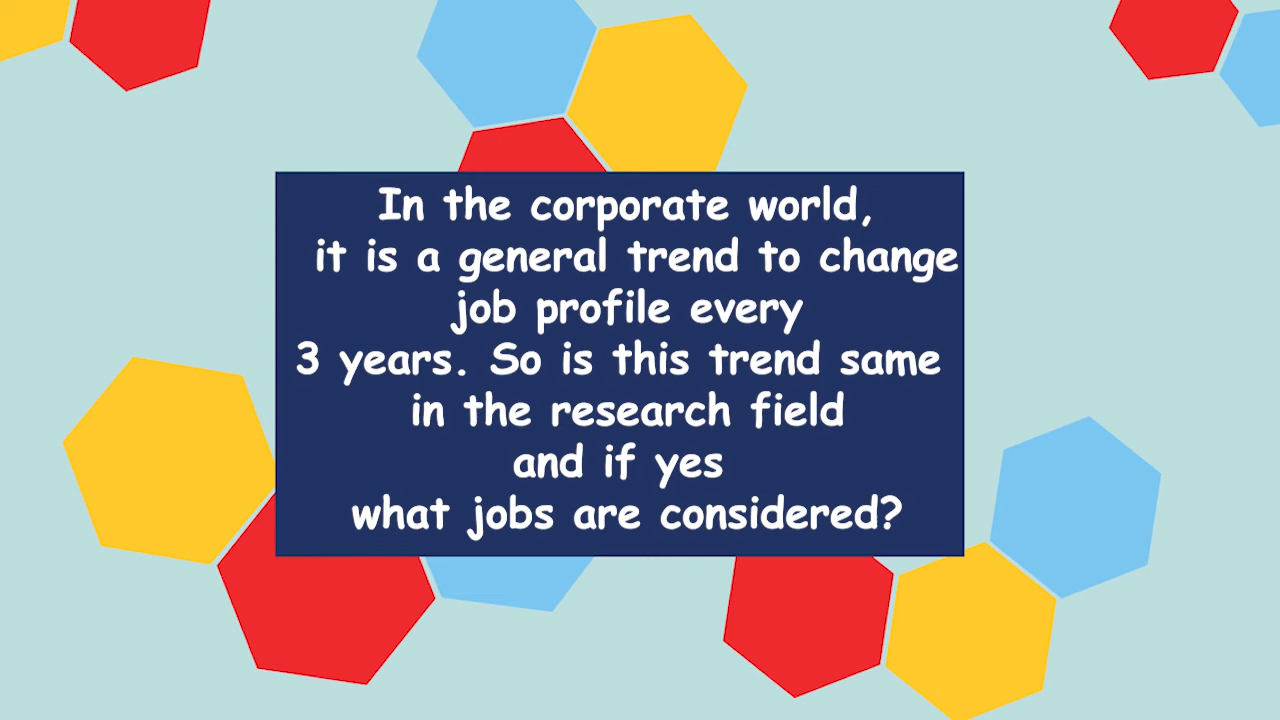 In the corporate world,
it is a general trend to change
job profile every
3 years. So is this trend same
in the research field
and if yes
what jobs are considered?